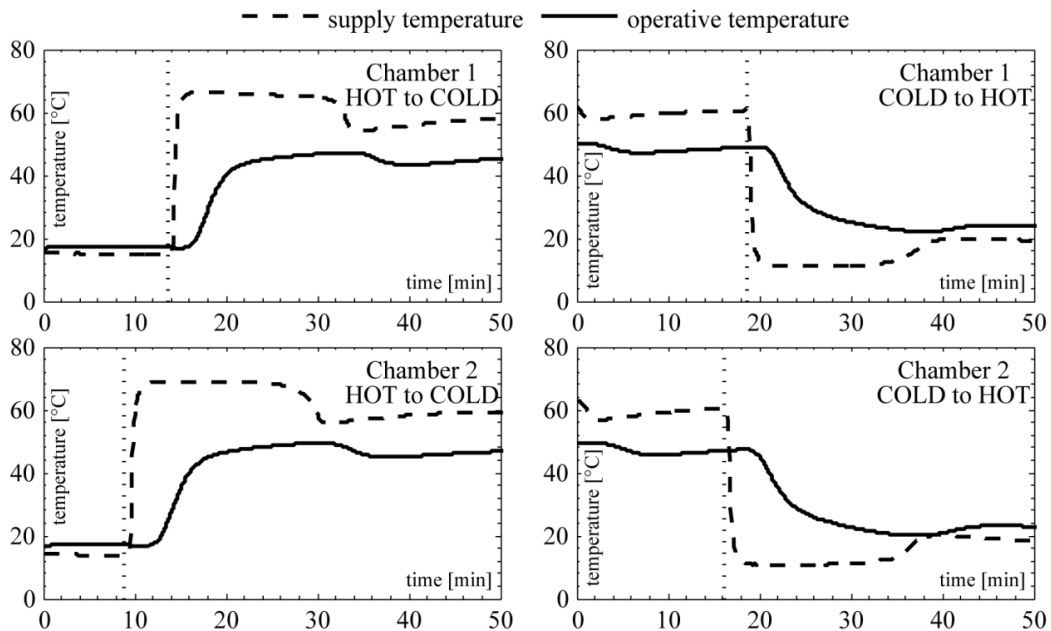 supply temperature operative temperature
80
60
40
20
0
temperature [°C]
Chamber 1
HOT to COLD
time [min]
0 10 20 30 40 50
80
60
40
20
0
temperature [°C]
Chamber 1
COLD to HOT
time [min]
0 10 20 30 40 50
80
60
40
20
0
temperature [°C]
Chamber 2
HOT to COLD
time [min]
0 10 20 30 40 50
80
60
40
20
0
temperature [°C]
Chamber 2
COLD to HOT
time [min]
0 10 20 30 40 50